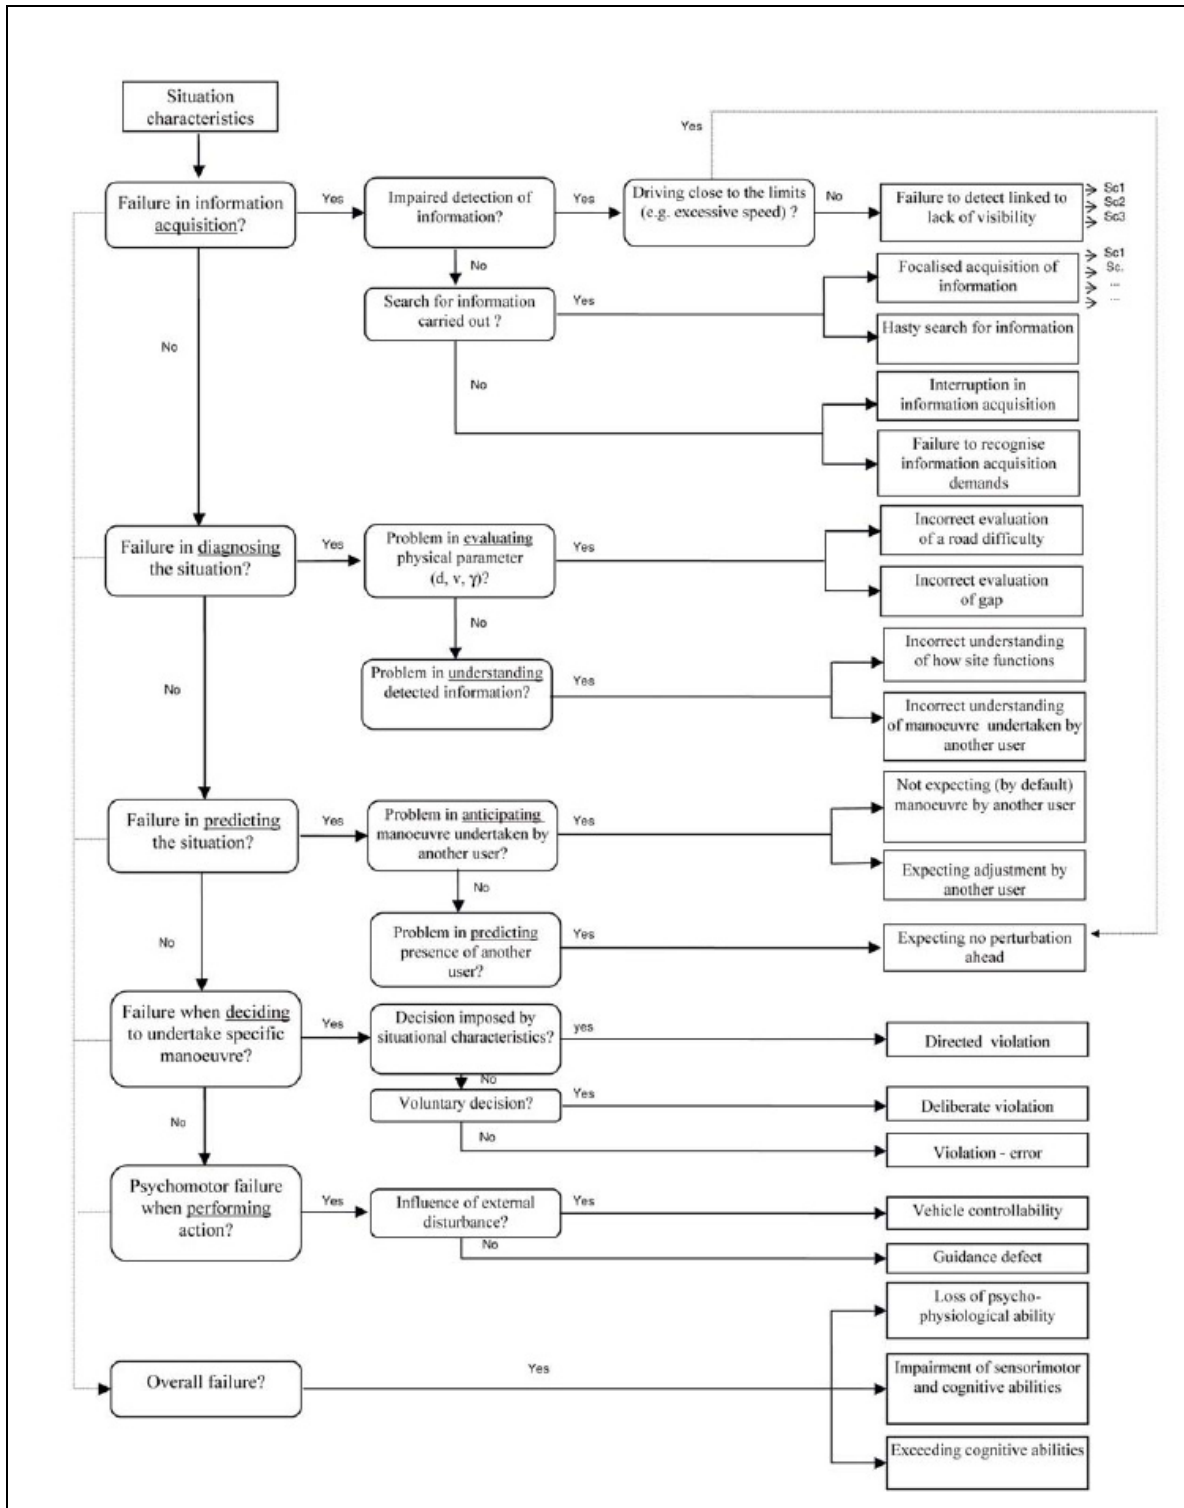 Situation
characteristics
Yes
Failure in information
acquisition?
Yes
Impaired detection of
information?
Yes
Driving close to the limits
(e.g. excessive speed) ?
No
Failure to detect linked to
lack of visibility
Sc1
Sc2
Sc3
No
Search for information
carried out ?
Yes
Focalised acquisition of
information
Sc1
Sc.
...
...
Hasty search for information
No
No
Interruption in
information acquisition
Failure to recognise
information acquisition
demands
Failure in diagnosing
the situation?
Yes
Problem in evaluating
physical parameter
(d, v, γ)?
Yes
Incorrect evaluation
of a road difficulty
Incorrect evaluation
of gap
No
No
Problem in understanding
detected information?
Yes
Incorrect understanding
of how site functions
Incorrect understanding
of manoeuvre undertaken by
another user
Failure in predicting
the situation?
Yes
Problem in anticipating
manoeuvre undertaken by
another user?
Yes
Not expecting (by default)
manoeuvre by another user
Expecting adjustment by
another user
No
No
Problem in predicting
presence of another
user?
Yes
Expecting no perturbation
ahead
Failure when deciding
to undertake specific
manoeuvre?
Yes
Decision imposed by
situational characteristics?
yes
Directed violation
No
Voluntary decision?
Yes
Deliberate violation
No
No
Violation - error
Psychomotor failure
when performing
action?
Yes
Influence of external
disturbance?
Yes
Vehicle controllability
No
Guidance defect
Overall failure?
Yes
Loss of psycho-
physiological ability
Impairment of sensorimotor
and cognitive abilities
Exceeding cognitive abilities